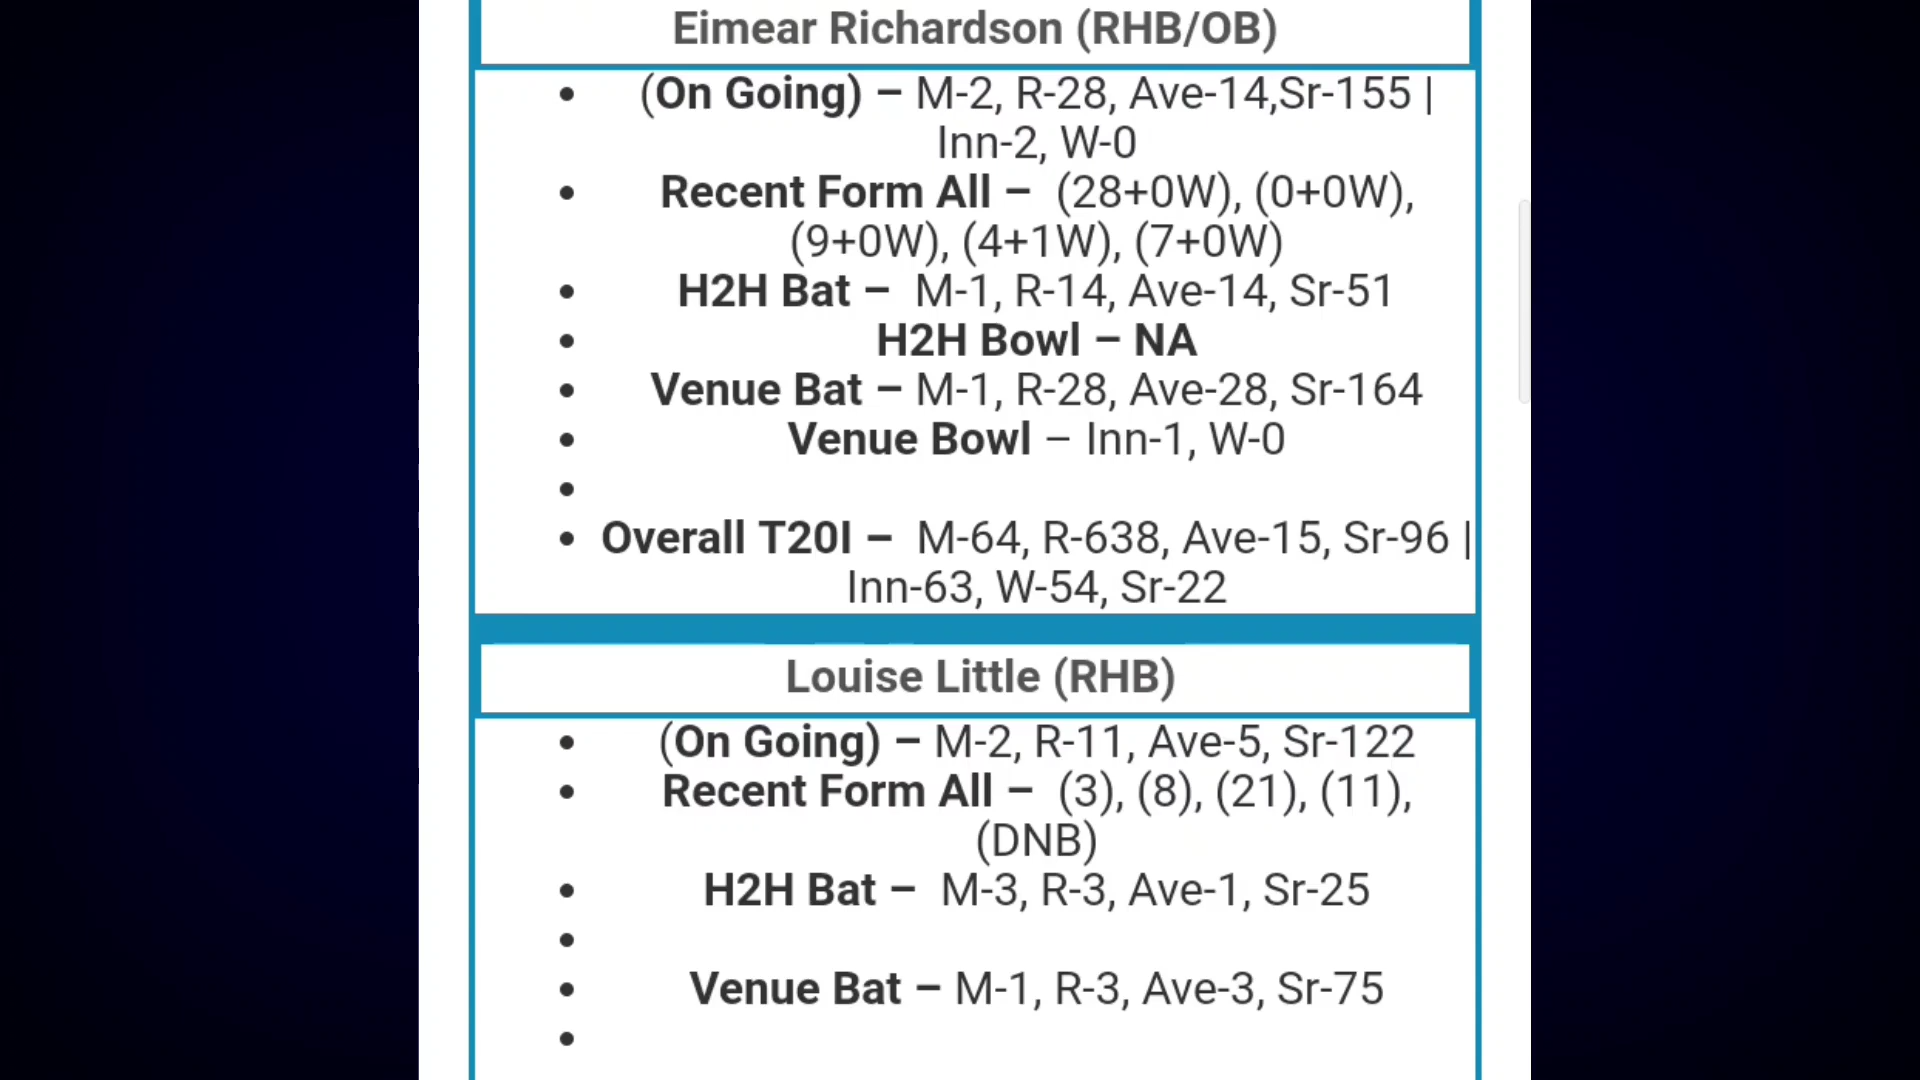 Eimear Richardson (RHB/OB)
• (On Going) – M-2, R-28, Ave-14,Sr-155 |
Inn-2, W-0
• Recent Form All – (28+0W), (0+0W),
(9+0W), (4+1W), (7+0W)
• H2H Bat – M-1, R-14, Ave-14, Sr-51
• H2H Bowl – NA
• Venue Bat – M-1, R-28, Ave-28, Sr-164
• Venue Bowl – Inn-1, W-0
•
• Overall T20I – M-64, R-638, Ave-15, Sr-96 |
Inn-63, W-54, Sr-22
Louise Little (RHB)
• (On Going) – M-2, R-11, Ave-5, Sr-122
• Recent Form All – (3), (8), (21), (11),
(DNB)
• H2H Bat – M-3, R-3, Ave-1, Sr-25
•
• Venue Bat – M-1, R-3, Ave-3, Sr-75
•